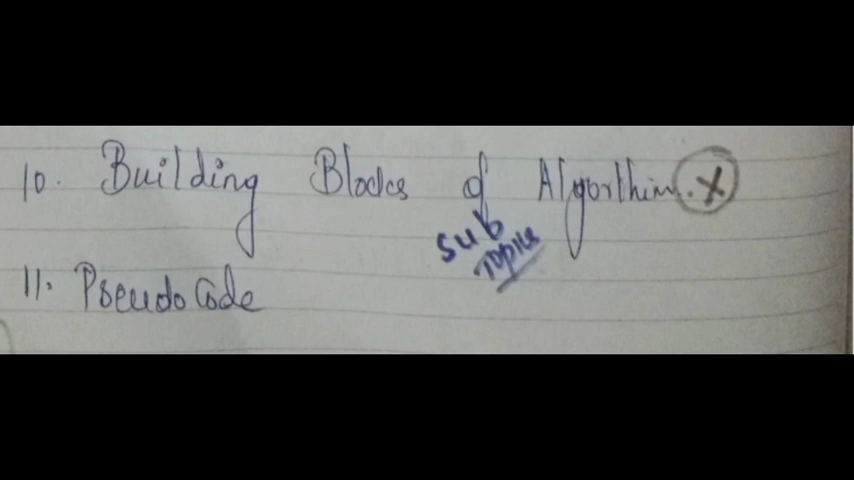 10. Building Blocks of Algorthim. X
Sub
Topics
11. Pseudo Code